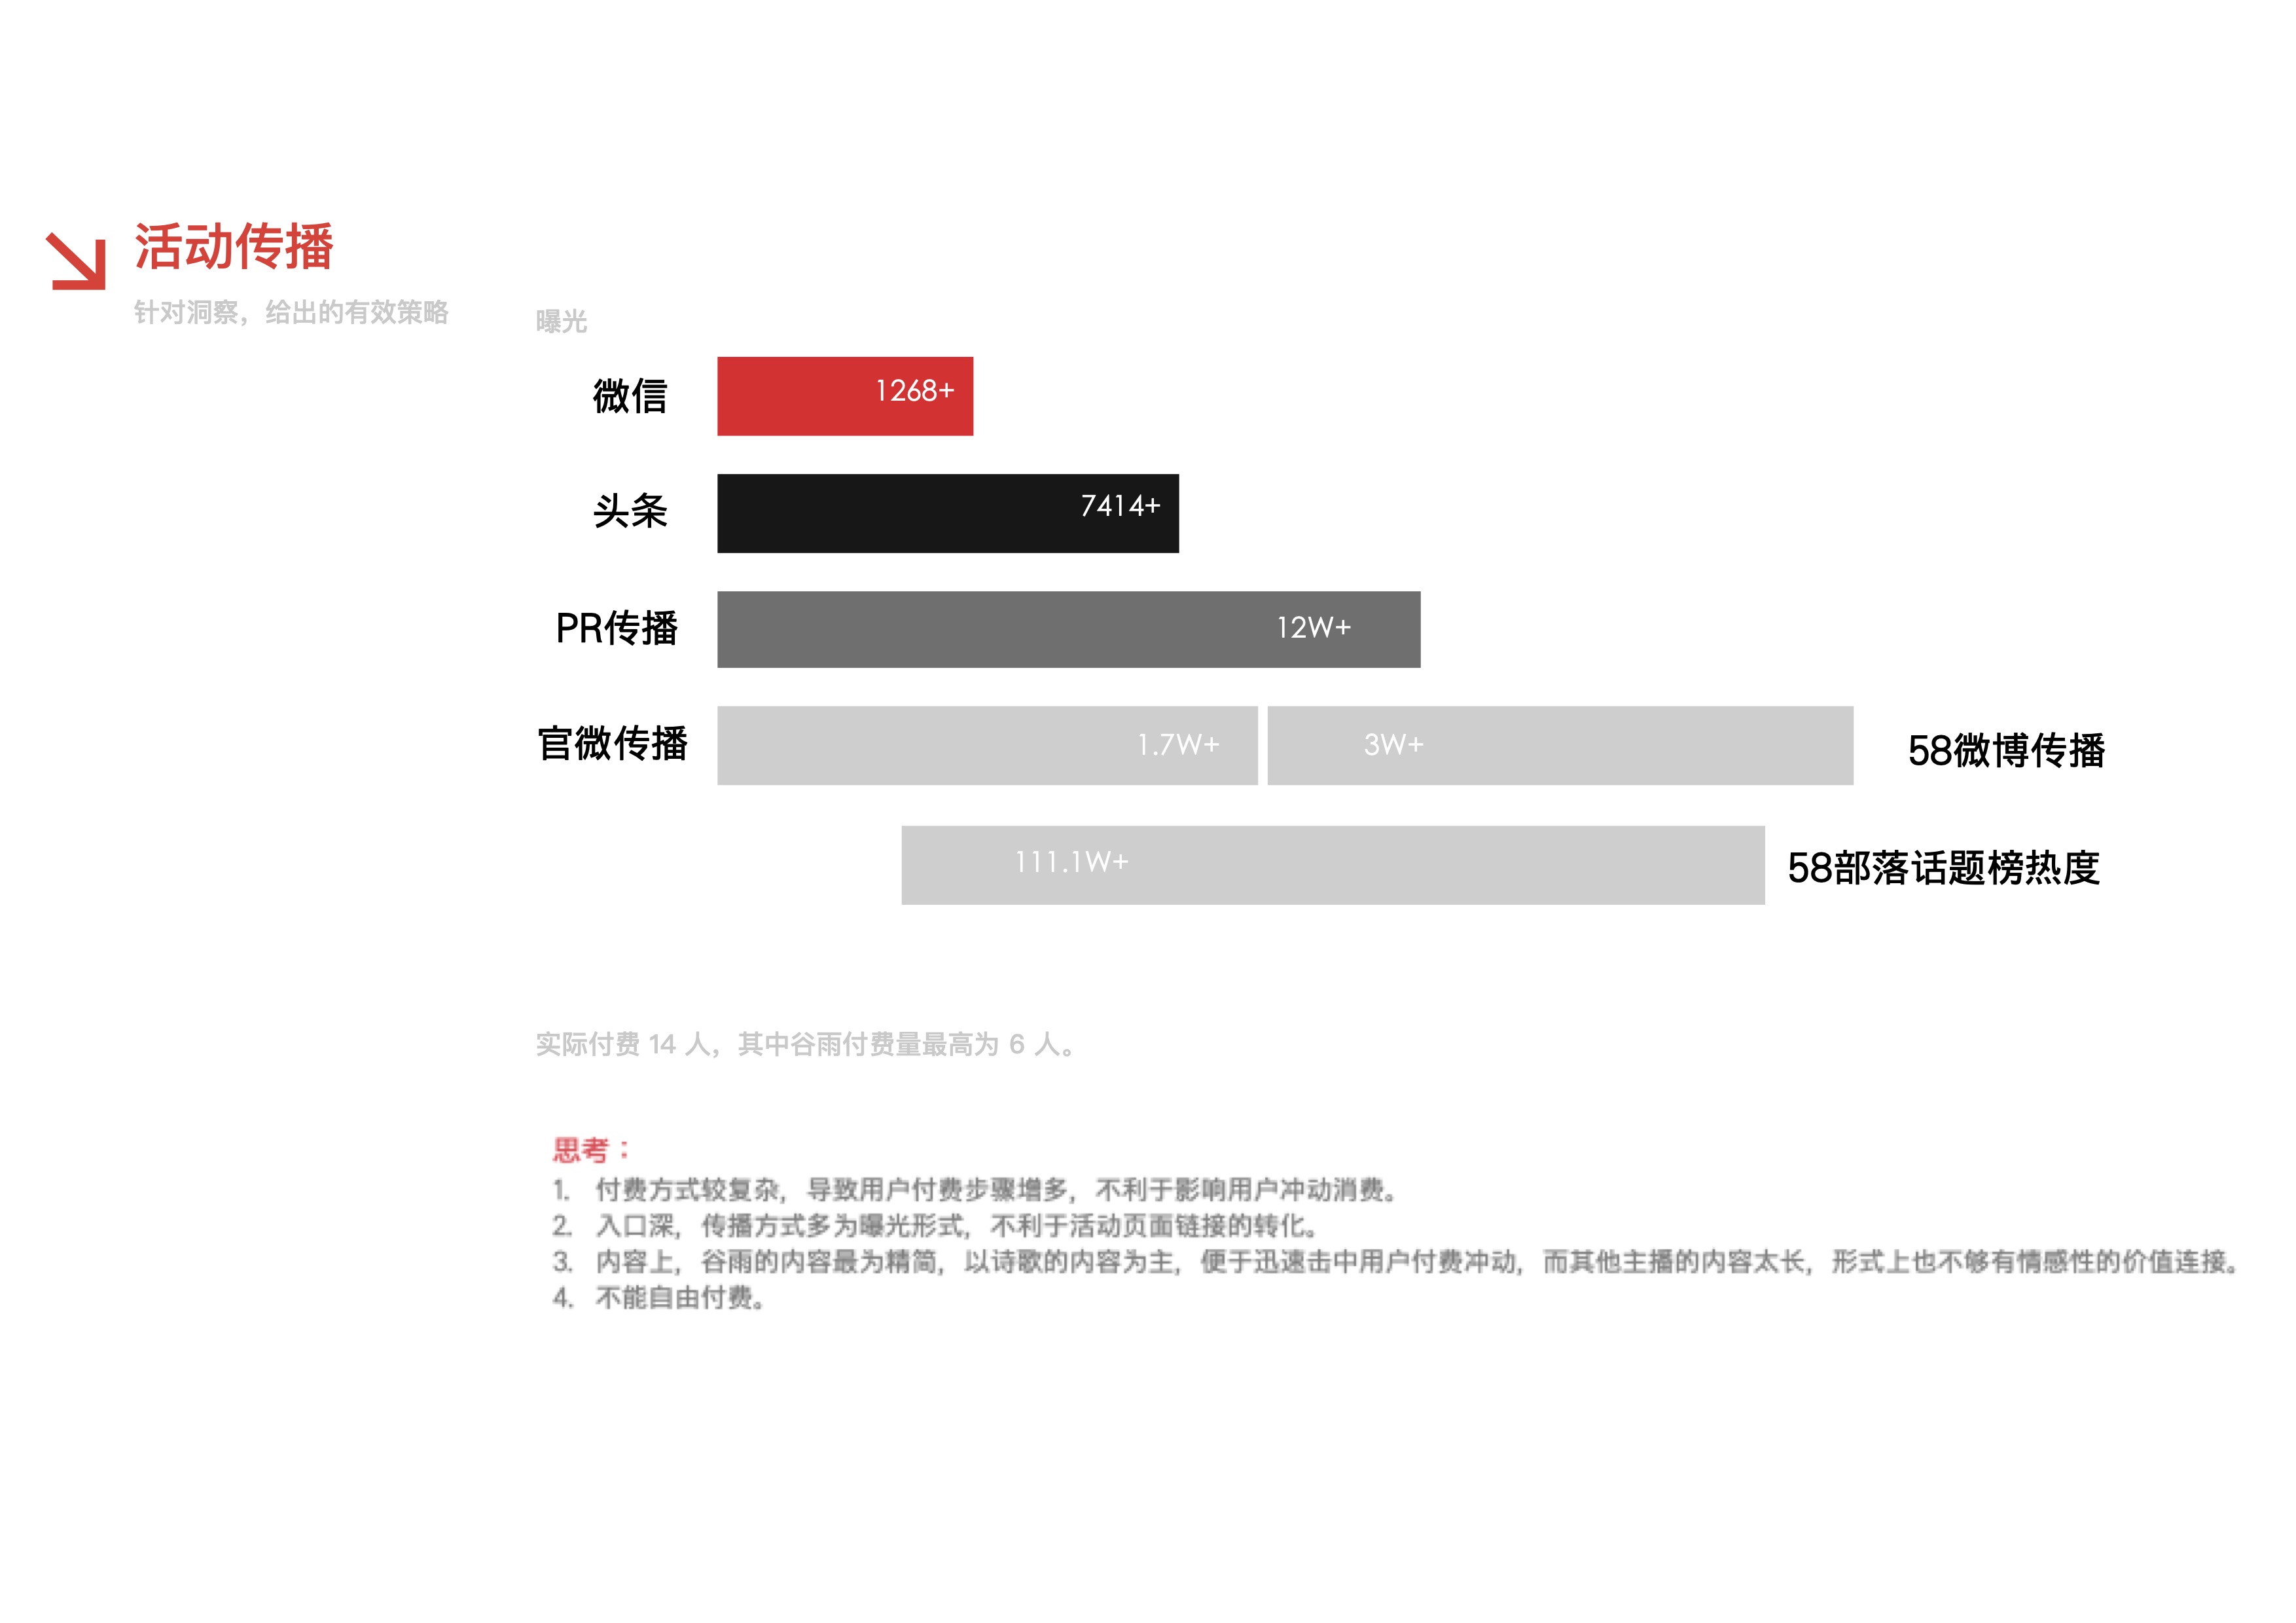 活动传播
针对洞察，给出的有效策略
曝光
微信
1268+
头条
7414+
PR传播
12W+
官微传播
1.7W+
3W+
58微博传播
111.1W+
58部落话题榜热度
实际付费 14 人，其中谷雨付费量最高为 6 人。
思考：
1. 付费方式较复杂，导致用户付费步骤增多，不利于影响用户冲动消费。
2. 入口深，传播方式多为曝光形式，不利于活动页面链接的转化。
3. 内容上，谷雨的内容最为精简，以诗歌的内容为主，便于迅速击中用户付费冲动，而其他主播的内容太长，形式上也不够有情感性的价值连接。
4. 不能自由付费。